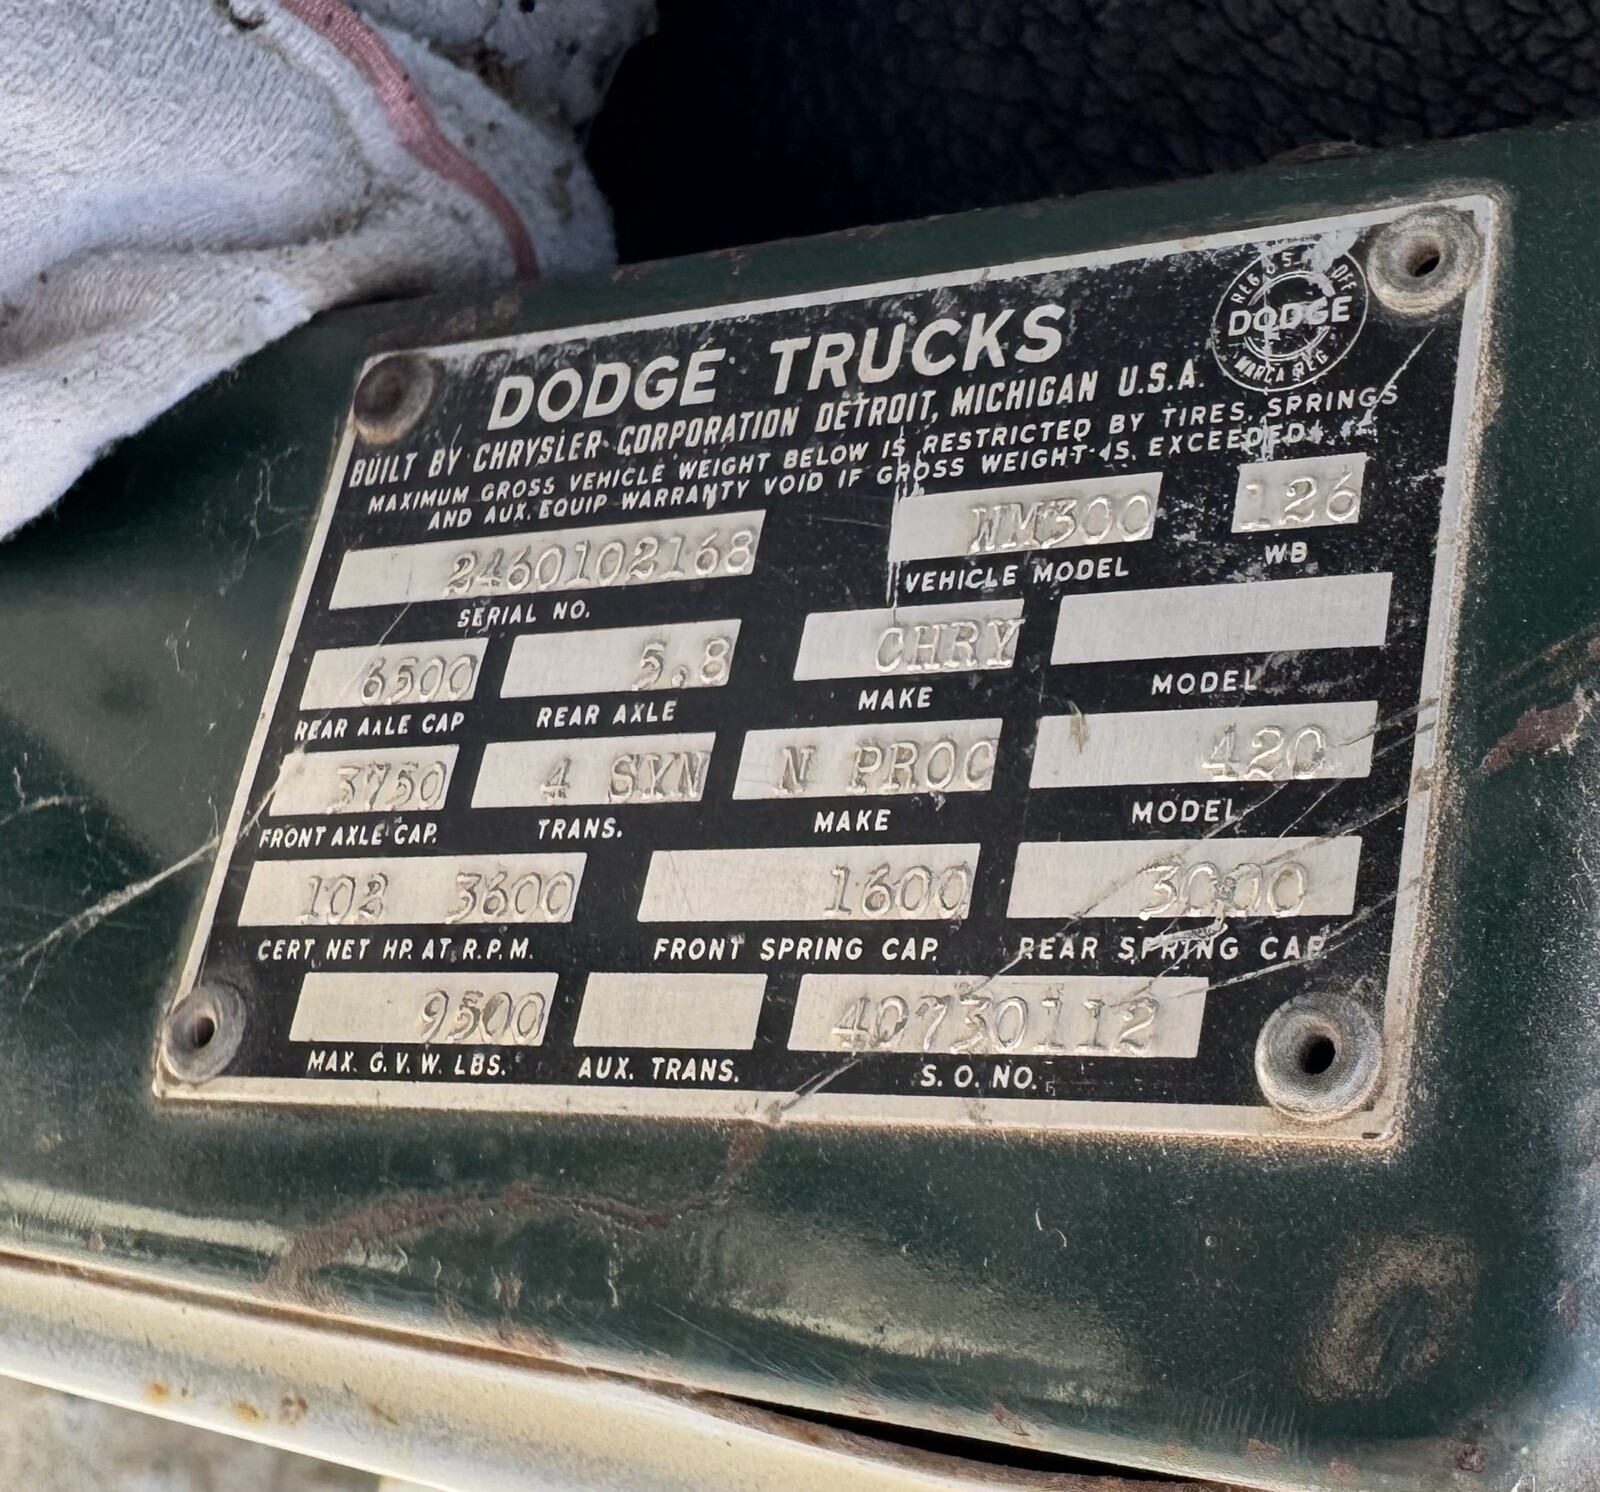 DODGE TRUCKS
DODGE
BUILT BY CHRYSLER CORPORATION DETROIT, MICHIGAN U.S.A.
MAXIMUM GROSS VEHICLE WEIGHT BELOW IS RESTRICTED BY TIRES, SPRINGS
AND AUX. EQUIP WARRANTY VOID IF GROSS WEIGHT IS EXCEEDED.
2460102168 WM300 126
SERIAL NO. VEHICLE MODEL WB
6500 5.8 CHRY
REAR AXLE CAP REAR AXLE MAKE MODEL
3750 4 SYN N PROC 420
FRONT AXLE CAP. TRANS. MAKE MODEL
102 3600 1600 3000
CERT. NET HP. AT R.P.M. FRONT SPRING CAP. REAR SPRING CAP
9500 40730112
MAX. G.V.W. LBS. AUX. TRANS. S.O. NO.